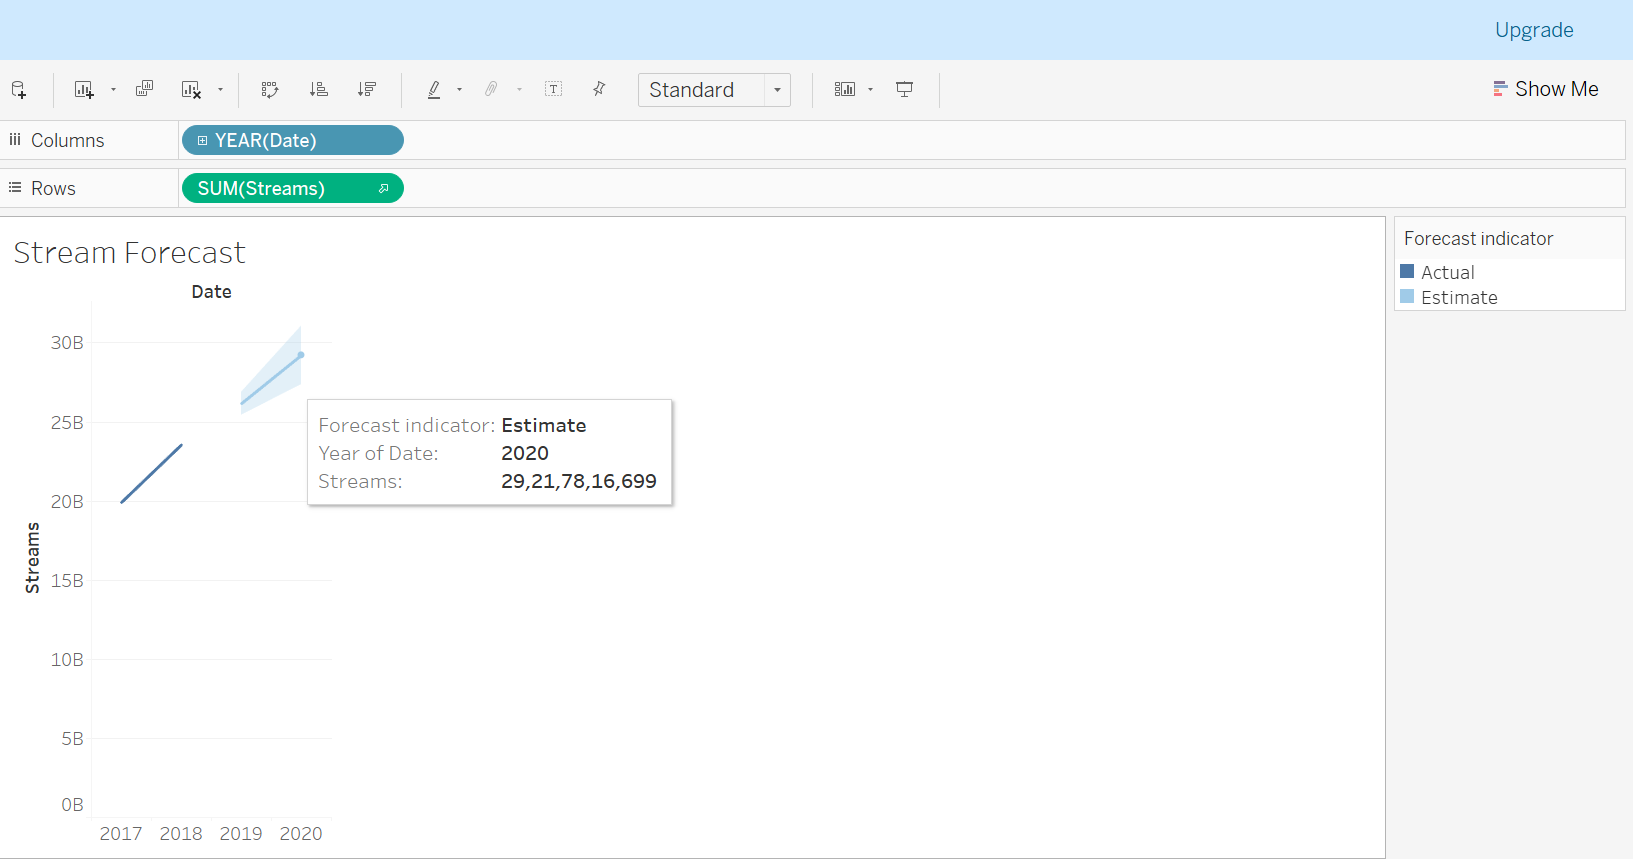 Upgrade
Standard
Show Me
Columns
YEAR(Date)
Rows
SUM(Streams)
Stream Forecast
Date
Forecast indicator
Actual
Estimate
30B
25B
20B
15B
10B
5B
0B
Streams
Forecast indicator: Estimate
Year of Date: 2020
Streams: 29,21,78,16,699
2017 2018 2019 2020